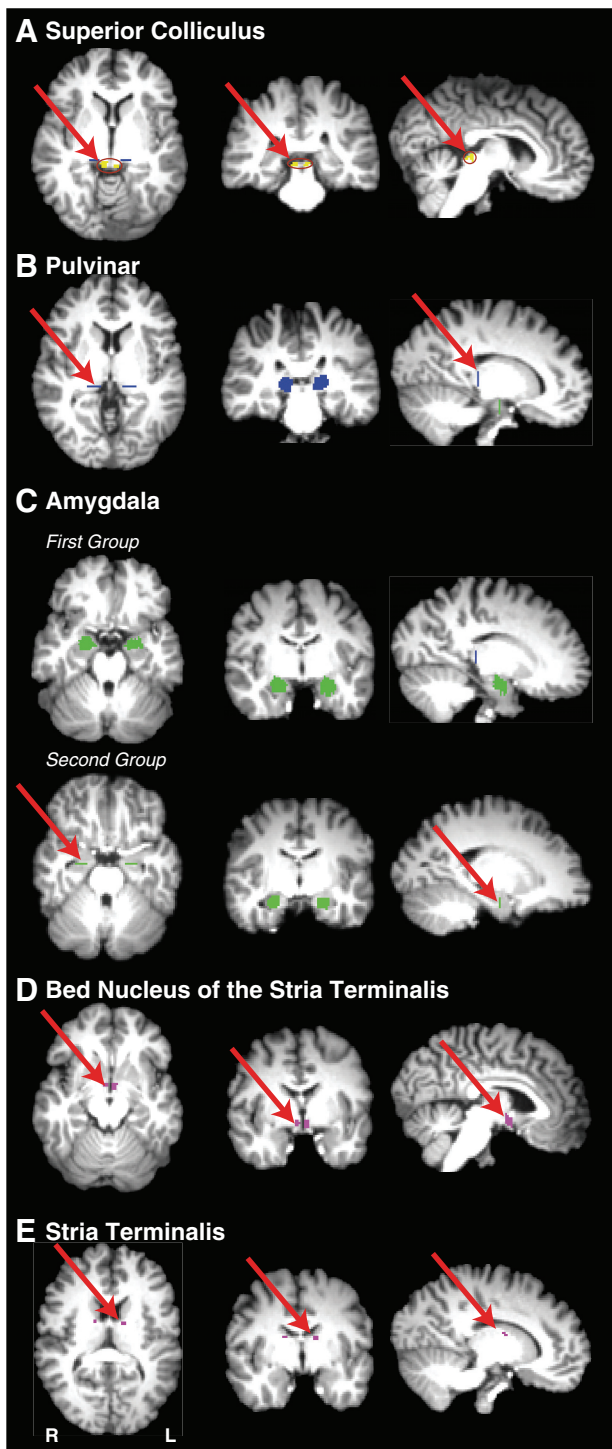 A Superior Colliculus
B Pulvinar
C Amygdala
First Group
Second Group
D Bed Nucleus of the Stria Terminalis
E Stria Terminalis
R L